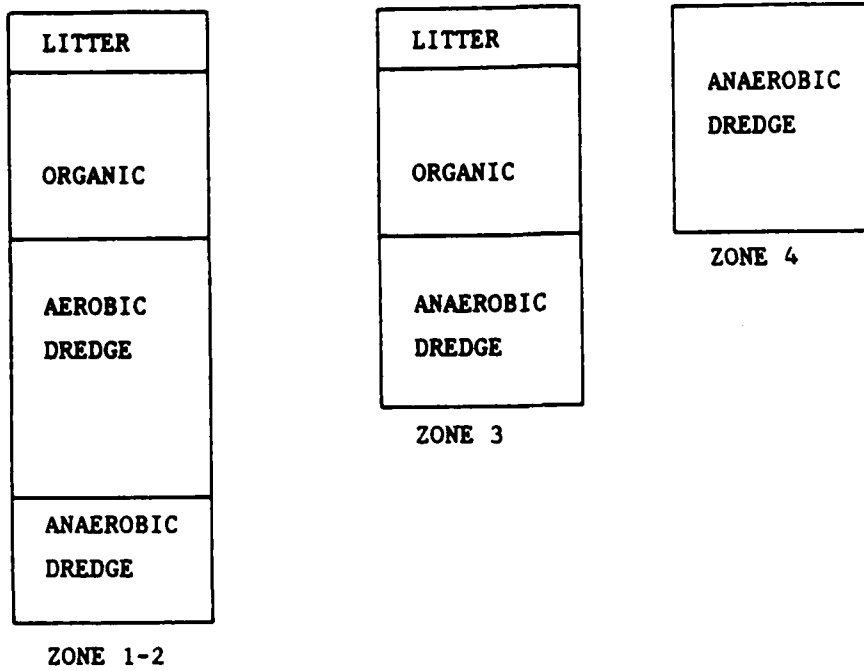 LITTER
ORGANIC
AEROBIC
DREDGE
ANAEROBIC
DREDGE
ZONE 1-2
LITTER
ORGANIC
ANAEROBIC
DREDGE
ZONE 3
ANAEROBIC
DREDGE
ZONE 4